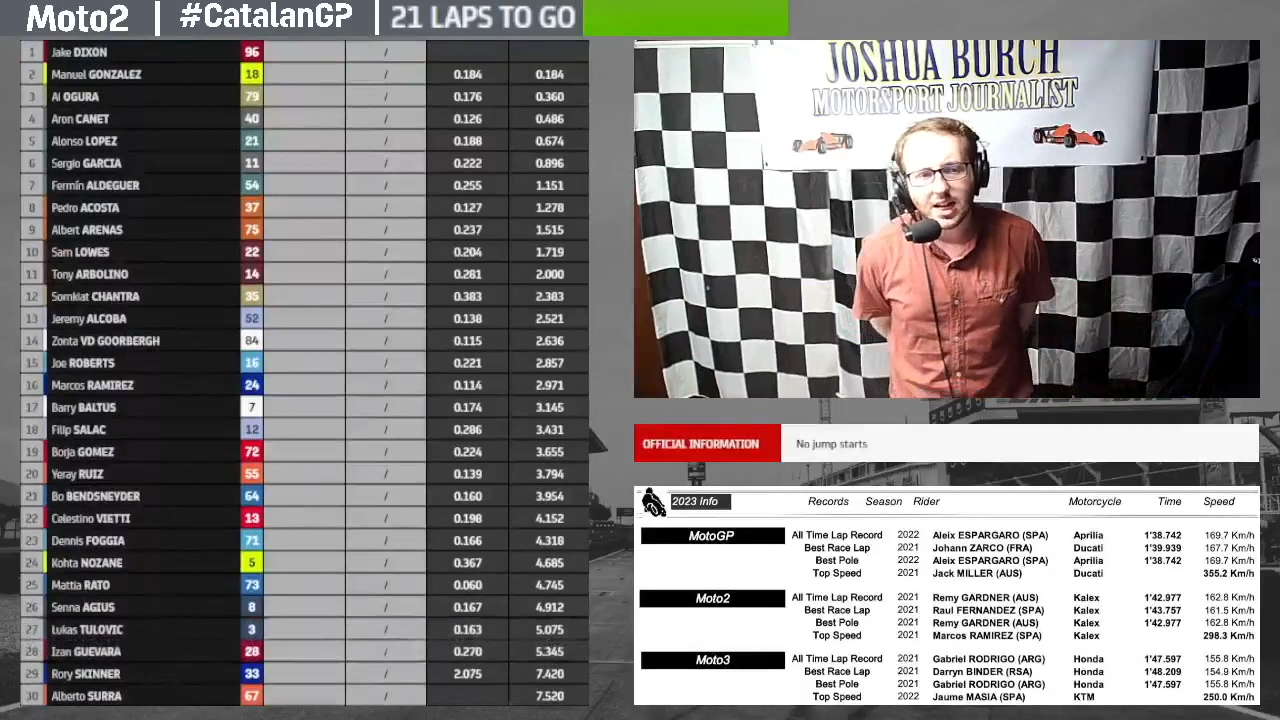 Moto2 | #CatalanGP | 21 LAPS TO GO
1 Jake DIXON 96
2 Manuel GONZALEZ 18 / 0.184 0.184
3 Ai OGURA 79 / 0.176 0.360
4 Aron CANET 40 / 0.126 0.486
5 Alonso LOPEZ 21 / 0.188 0.674
6 Sergio GARCIA 11 / 0.222 0.896
7 Fermín ALDEGUER 54 / 0.255 1.151
8 Pedro ACOSTA 37 / 0.127 1.278
9 Albert ARENAS 75 / 0.237 1.515
10 Sam LOWES 22 / 0.204 1.719
11 Tony ARBOLINO 14 / 0.281 2.000
12 Somkiat CHANTRA 35 / 0.383 2.383
13 Jeremy ALCOBA 52 / 0.138 2.521
14 Zonta VD GOORBERGH 84 / 0.115 2.636
15 Joe ROBERTS 16 / 0.221 2.857
16 Marcos RAMIREZ 24 / 0.114 2.971
17 Barry BALTUS 7 / 0.174 3.145
18 Filip SALAC 12 / 0.286 3.431
19 Borja GOMEZ 72 / 0.224 3.655
20 Yeray RUIZ 55 / 0.139 3.794
21 Bo BENDSNEYDER 64 / 0.160 3.954
22 Celestino VIETTI 13 / 0.198 4.152
23 Dennis FOGGIA 71 / 0.166 4.318
24 Kohta 5 / 4.685
25 Mattia RATO 73 / 0.060 4.745
26 Senna AGIUS 8 / 0.167 4.912
27 Lukas TULOVIC 3 / 0.163 5.075
28 Izan GUEVARA 28 / 0.270 5.345
33 /
30 Alberto SURRA 67 / 7.520
JOSHUA BURCH
MOTORSPORT JOURNALIST
OFFICIAL INFORMATION No jump starts
2023 Info Records Season Rider Motorcycle Time Speed
MotoGP All Time Lap Record 2022 Aleix ESPARGARO (SPA) Aprilia 1'38.742 169.7 Km/h
Best Race Lap 2021 Johann ZARCO (FRA) Ducati 1'39.939 167.7 Km/h
Best Pole 2022 Aleix ESPARGARO (SPA) Aprilia 1'38.742 169.7 Km/h
Top Speed 2021 Jack MILLER (AUS) Ducati 355.2 Km/h
Moto2 All Time Lap Record 2021 Remy GARDNER (AUS) Kalex 1'42.977 162.8 Km/h
Best Race Lap 2021 Raul FERNANDEZ (SPA) Kalex 1'43.757 161.5 Km/h
Best Pole 2021 Remy GARDNER (AUS) Kalex 1'42.977 162.8 Km/h
Top Speed 2021 Marcos RAMIREZ (SPA) Kalex 298.3 Km/h
Moto3 All Time Lap Record 2021 Gabriel RODRIGO (ARG) Honda 1'47.597 155.8 Km/h
Best Race Lap 2021 Darryn BINDER (RSA) Honda 1'48.209 154.9 Km/h
Best Pole 2021 Gabriel RODRIGO (ARG) Honda 1'47.597 155.8 Km/h
Top Speed 2022 Jaume MASIA (SPA) KTM 250.0 Km/h